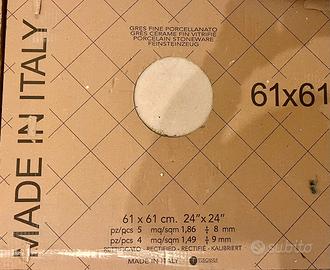 MADE IN ITALY
GRES FINE PORCELLANATO
GRÈS CÉRAME FIN VITRIFIÉ
PORCELAIN STONEWARE
FEINSTEINZEUG
61x61
61 x 61 cm. 24"x 24"
pz/pcs 5 mq/sqm 1,86 ± 8 mm
pz/pcs 4 mq/sqm 1,49 ± 9 mm
RETTIFICATO - RECTIFIED - RECTIFIÉ - KALIBRIERT
MADE IN ITALY
subito